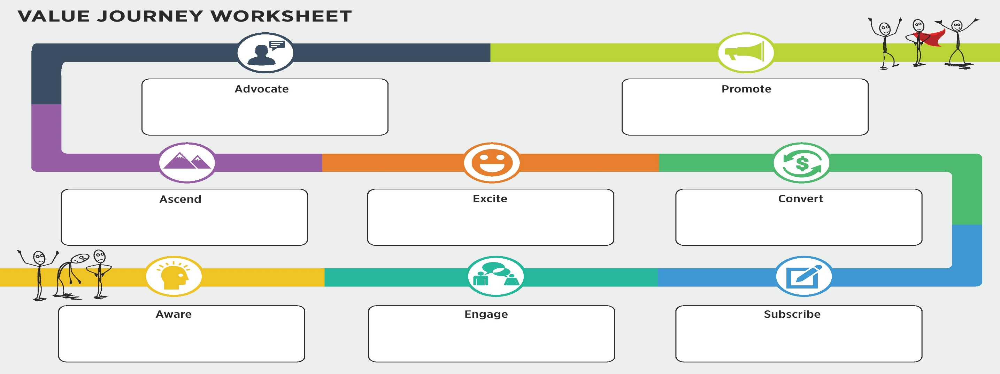 VALUE JOURNEY WORKSHEET
Advocate
Promote
Ascend
Excite
Convert
Aware
Engage
Subscribe